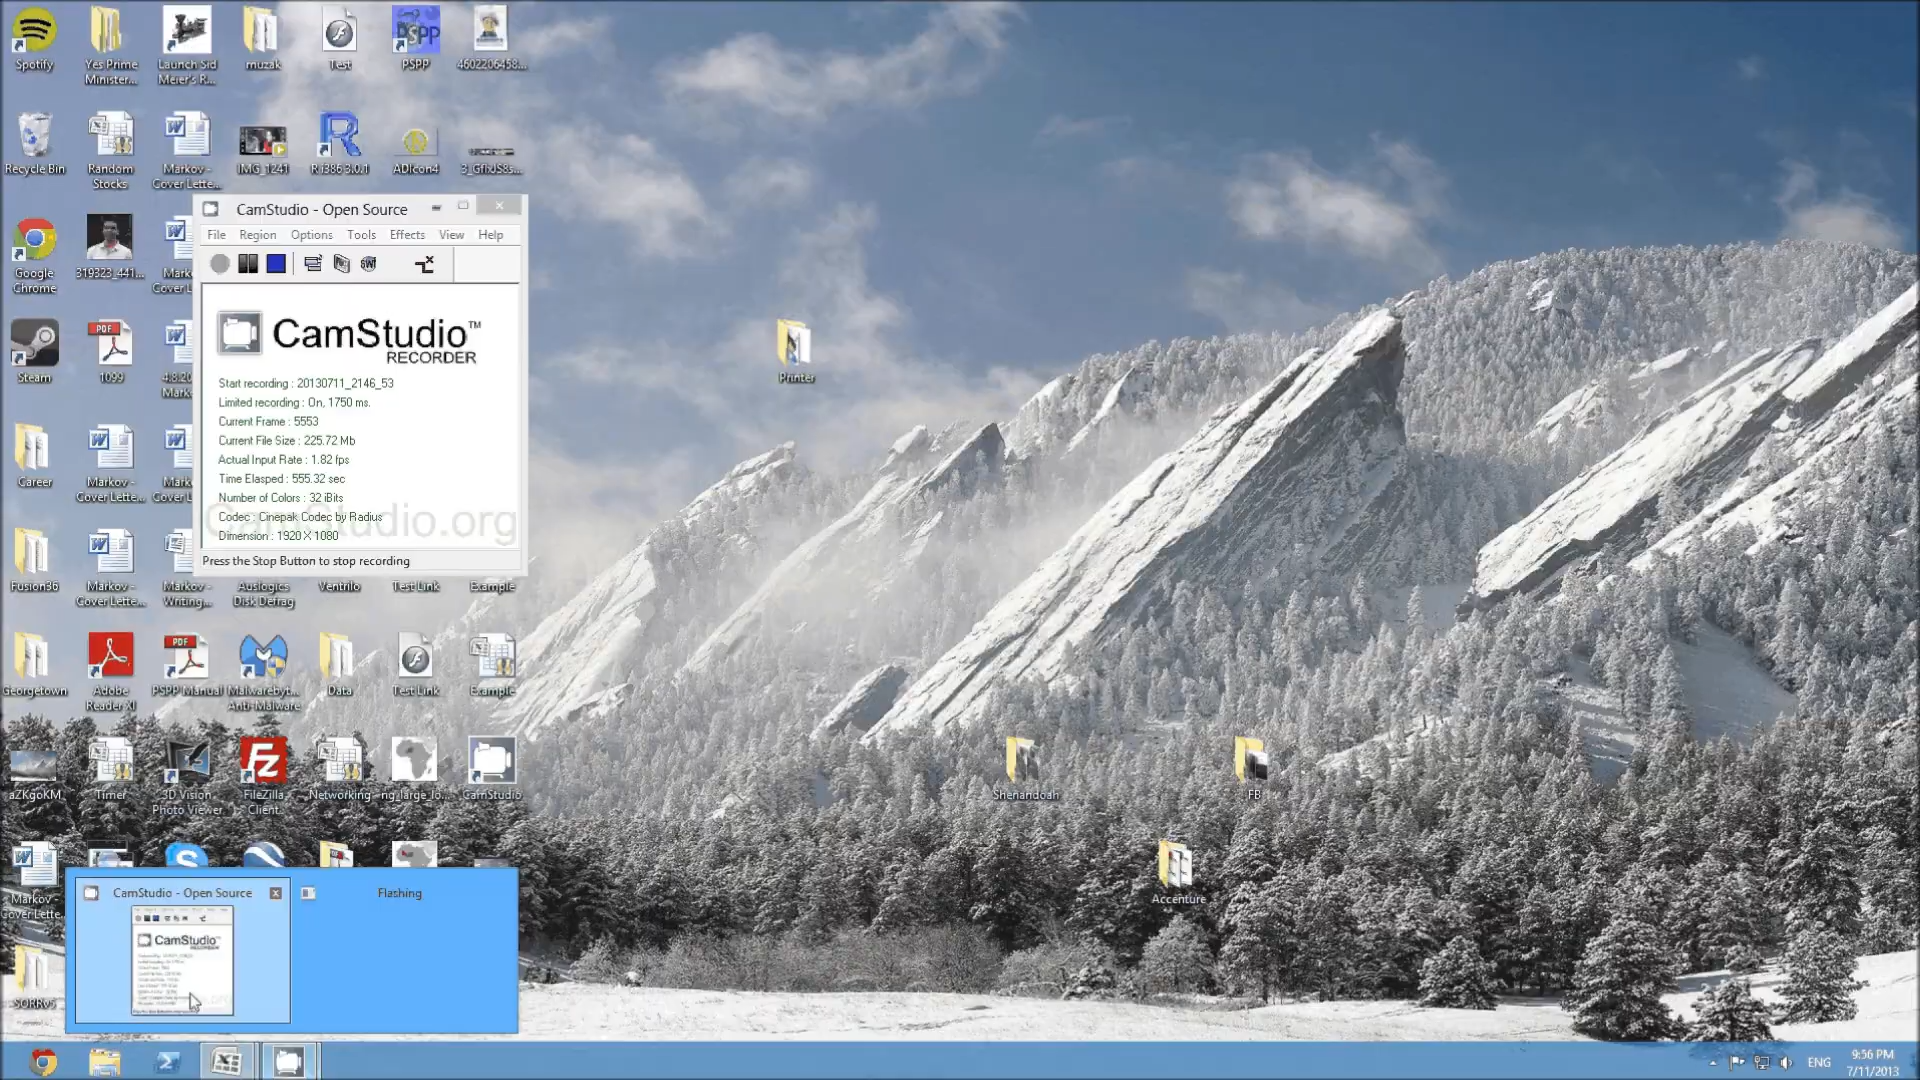 Spotify
Yes Prime
Minister...
Launch Sid
Meier's R...
muzak
Test
PSPP
4602206458...
Recycle Bin
Random
Stocks
Markov -
Cover Lette...
IMG_1241
R i386 3.0.1
ADIcon4
Google
Chrome
319323_441...
Cover L
Steam
1099
Career
Markov -
Cover Lette...
Cover L
Fusion36
Markov -
Cover Lette...
Markov -
Writing...
Auslogics
Disk Defrag
Ventrilo
Test Link
Example
Georgetown
Adobe
Reader XI
PSPP Manual
Malwarebyt...
Anti-Malware
Data
Test Link
Example
aZKgoKM
Timer
3D Vision
Photo Viewer
FileZilla
Client
Networking
CamStudio
Markov -
Cover Lette...
Printer
Shenandoah
FB
Accenture
CamStudio - Open Source
File Region Options Tools Effects View Help
CamStudio™
RECORDER
Start recording : 20130711_2146_53
Limited recording : On, 1750 ms.
Current Frame : 5553
Current File Size : 225.72 Mb
Actual Input Rate : 1.82 fps
Time Elasped : 555.32 sec
Number of Colors : 32 iBits
Codec : Cinepak Codec by Radius
Dimension : 1920 X 1080
CamStudio.org
Press the Stop Button to stop recording
CamStudio - Open Source
Flashing
CamStudio
ENG
9:56 PM
7/11/2013